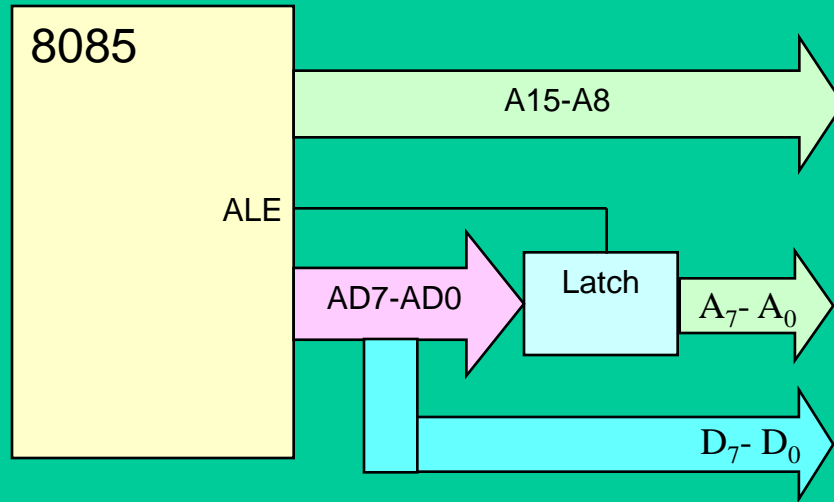 8085
A15-A8
ALE
AD7-AD0
Latch
A₇- A₀
D₇- D₀